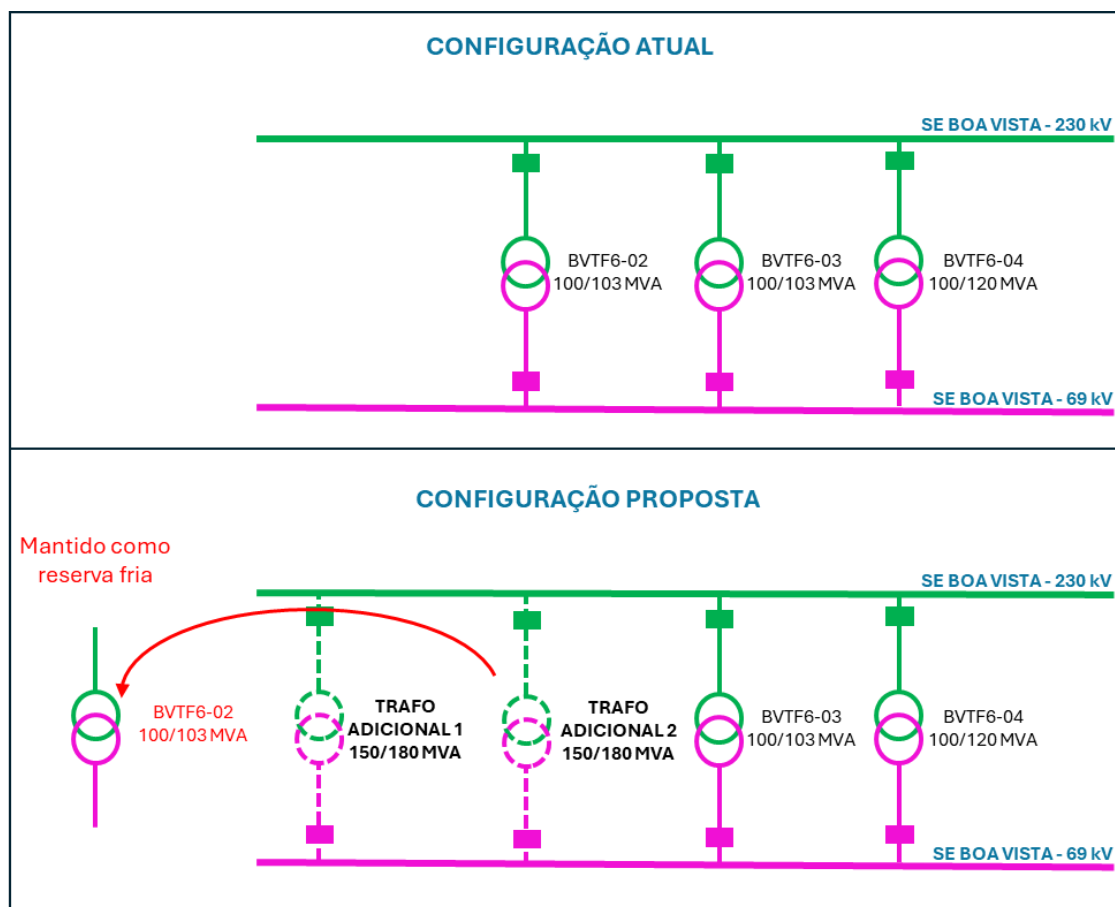 CONFIGURAÇÃO ATUAL
SE BOA VISTA - 230 kV
BVTF6-02
100/103 MVA
BVTF6-03
100/103 MVA
BVTF6-04
100/120 MVA
SE BOA VISTA - 69 kV
CONFIGURAÇÃO PROPOSTA
Mantido como
reserva fria
SE BOA VISTA - 230 kV
BVTF6-02
100/103 MVA
TRAFO
ADICIONAL 1
150/180 MVA
TRAFO
ADICIONAL 2
150/180 MVA
BVTF6-03
100/103 MVA
BVTF6-04
100/120 MVA
SE BOA VISTA - 69 kV